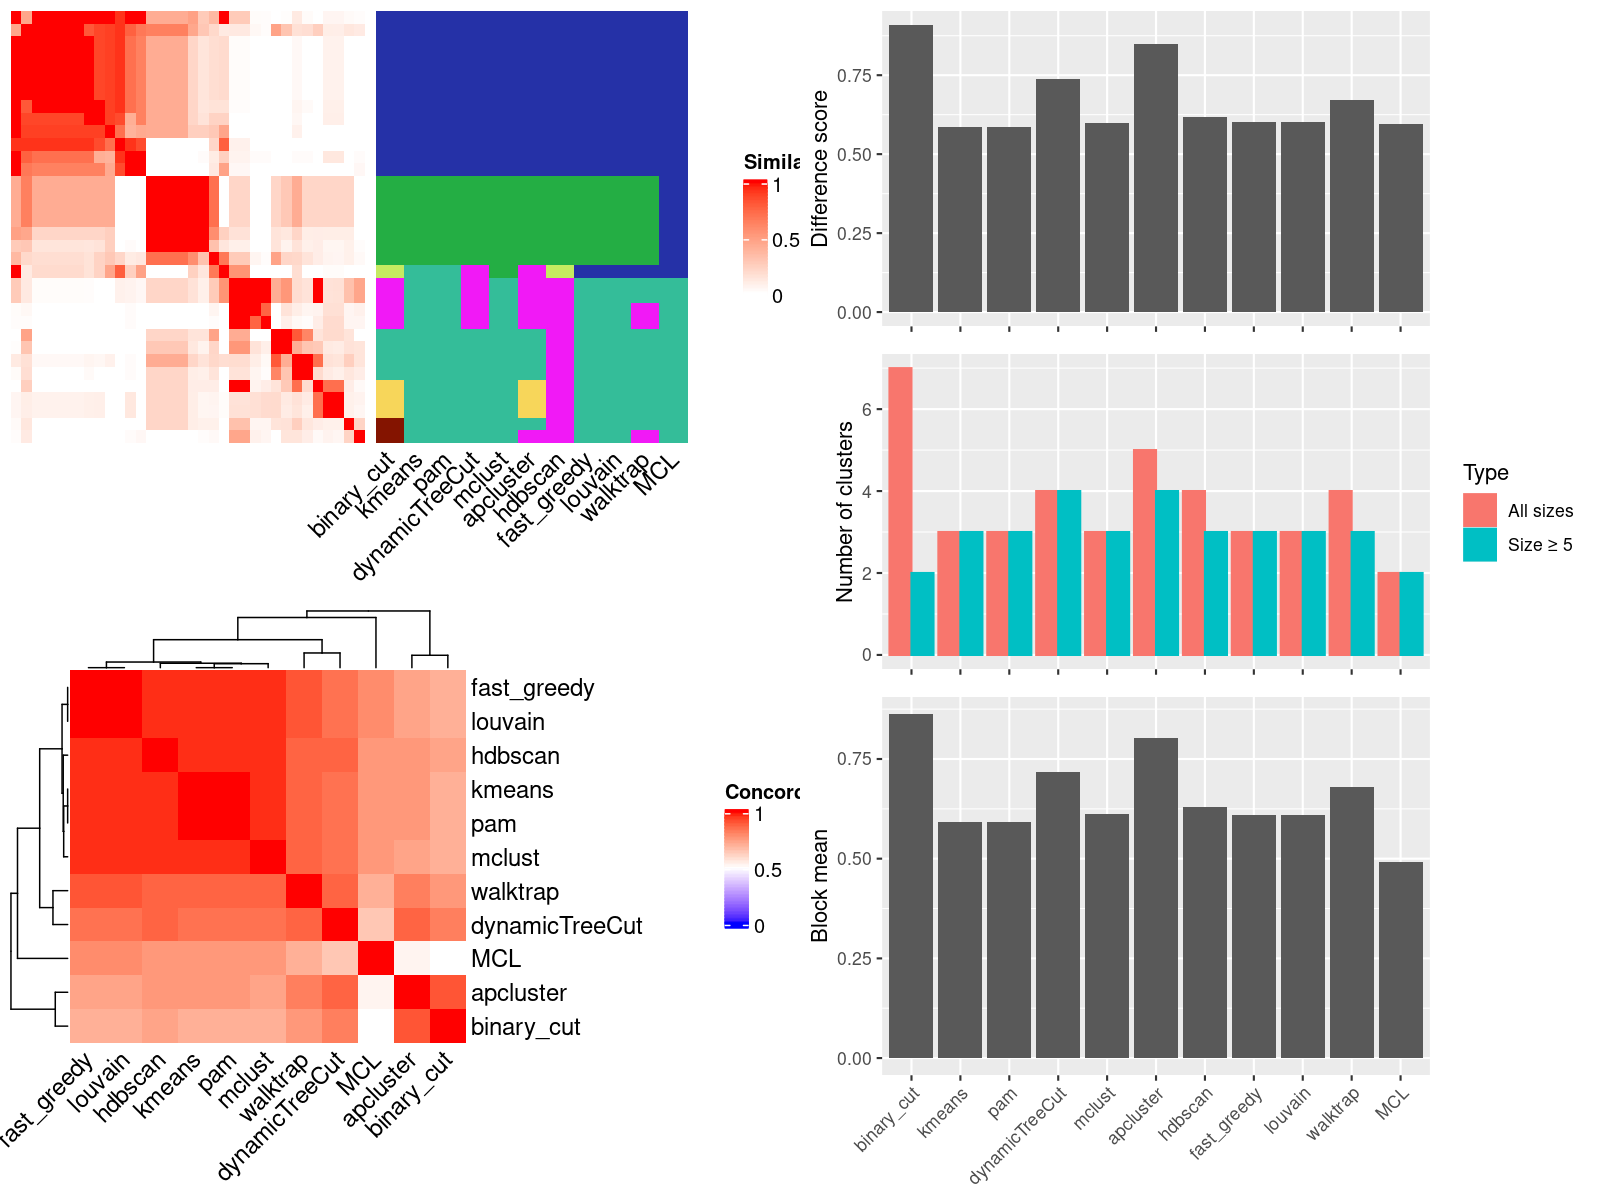 Simila
1
0.5
0
binary_cut
kmeans
pam
dynamicTreeCut
mclust
apcluster
hdbscan
fast_greedy
louvain
walktrap
MCL
Difference score
0.75
0.50
0.25
0.00
Number of clusters
6
4
2
0
Type
All sizes
Size ≥ 5
fast_greedy
louvain
hdbscan
kmeans
pam
mclust
walktrap
dynamicTreeCut
MCL
apcluster
binary_cut
fast_greedy
louvain
hdbscan
kmeans
pam
mclust
walktrap
dynamicTreeCut
MCL
apcluster
binary_cut
Concord
1
0.5
0
Block mean
0.75
0.50
0.25
0.00
binary_cut
kmeans
pam
dynamicTreeCut
mclust
apcluster
hdbscan
fast_greedy
louvain
walktrap
MCL